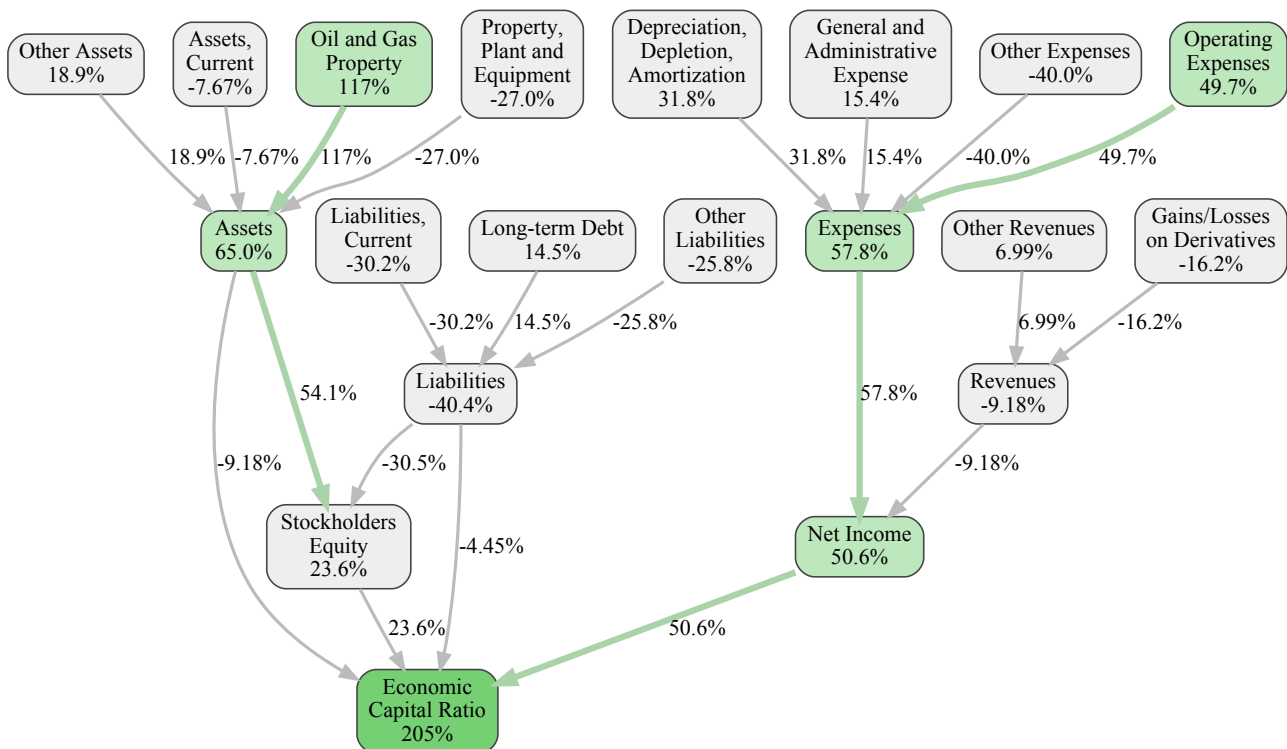 Other Assets
18.9%
Assets,
Current
-7.67%
Oil and Gas
Property
117%
Property,
Plant and
Equipment
-27.0%
Depreciation,
Depletion,
Amortization
31.8%
General and
Administrative
Expense
15.4%
Other Expenses
-40.0%
Operating
Expenses
49.7%
18.9%
-7.67%
117%
-27.0%
31.8%
15.4%
-40.0%
49.7%
Assets
65.0%
Liabilities,
Current
-30.2%
Long-term Debt
14.5%
Other
Liabilities
-25.8%
Expenses
57.8%
Other Revenues
6.99%
Gains/Losses
on Derivatives
-16.2%
-30.2%
14.5%
-25.8%
6.99%
-16.2%
54.1%
Liabilities
-40.4%
57.8%
Revenues
-9.18%
-9.18%
-30.5%
-9.18%
Stockholders
Equity
23.6%
-4.45%
Net Income
50.6%
23.6%
50.6%
Economic
Capital Ratio
205%